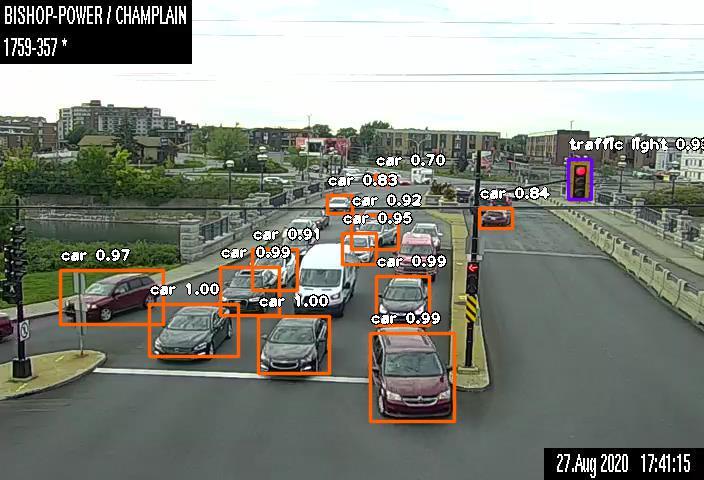 BISHOP-POWER / CHAMPLAIN
1759-357 *
traffic light 0.93
car 0.70
car 0.83
car 0.84
car 0.92
car 0.95
car 0.91
car 0.97
car 0.99
car 0.99
car 1.00
car 1.00
car 0.99
27.Aug 2020 17:41:15